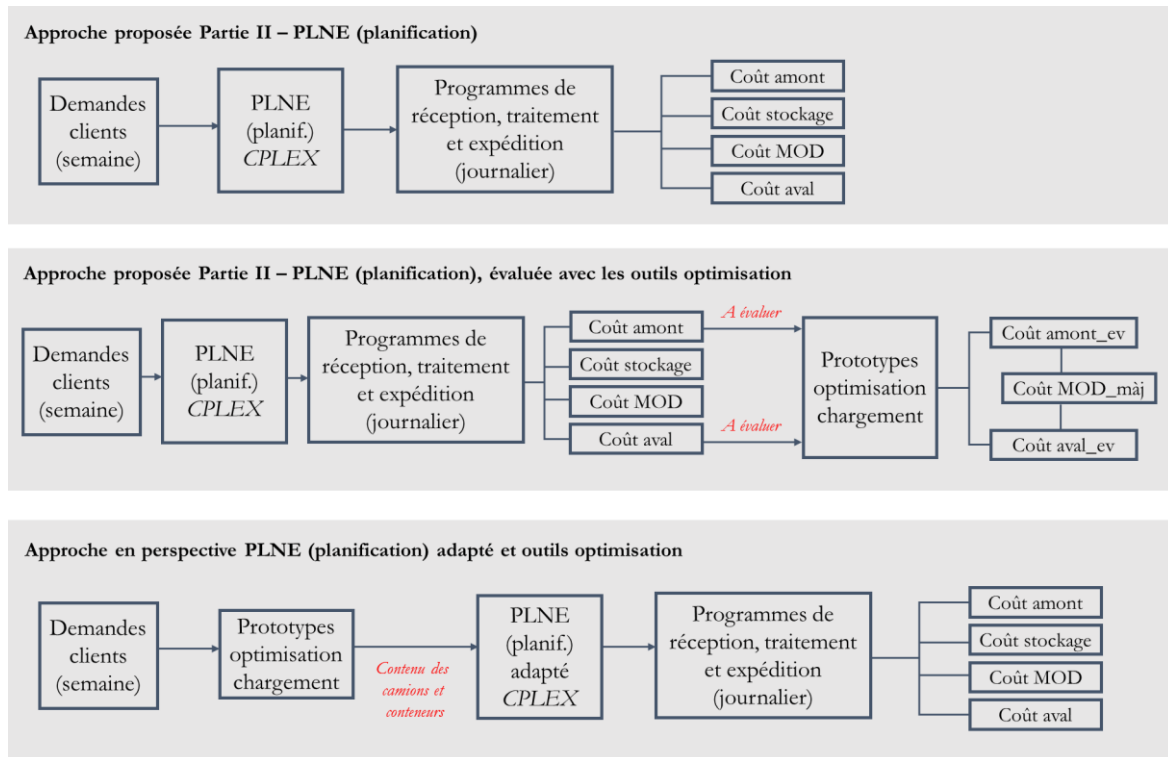 Approche proposée Partie II – PLNE (planification)
Demandes
clients
(semaine)
PLNE
(planif.)
CPLEX
Programmes de
réception, traitement
et expédition
(journalier)
Coût amont
Coût stockage
Coût MOD
Coût aval
Approche proposée Partie II – PLNE (planification), évaluée avec les outils optimisation
Demandes
clients
(semaine)
PLNE
(planif.)
CPLEX
Programmes de
réception, traitement
et expédition
(journalier)
Coût amont
Coût stockage
Coût MOD
Coût aval
A évaluer
A évaluer
Prototypes
optimisation
chargement
Coût amont_ev
Coût MOD_màj
Coût aval_ev
Approche en perspective PLNE (planification) adapté et outils optimisation
Demandes
clients
(semaine)
Prototypes
optimisation
chargement
Contenu des
camions et
conteneurs
PLNE
(planif.)
adapté
CPLEX
Programmes de
réception, traitement
et expédition
(journalier)
Coût amont
Coût stockage
Coût MOD
Coût aval